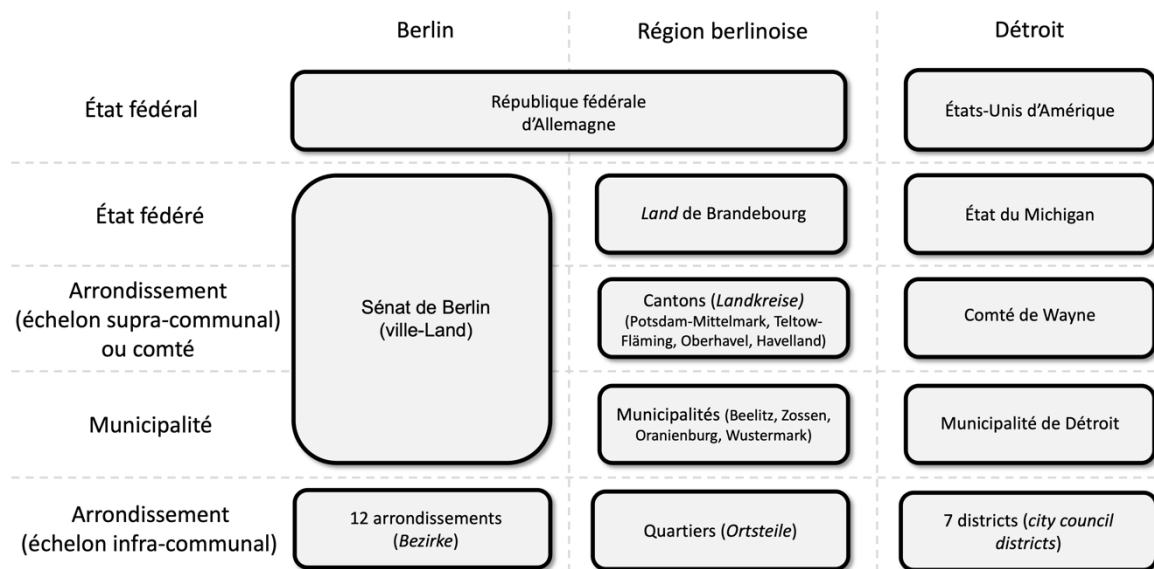 Berlin
Région berlinoise
Détroit
État fédéral
République fédérale
d’Allemagne
États-Unis d’Amérique
État fédéré
Land de Brandebourg
État du Michigan
Arrondissement
(échelon supra-communal)
ou comté
Sénat de Berlin
(ville-Land)
Cantons (Landkreise)
(Potsdam-Mittelmark, Teltow-
Fläming, Oberhavel, Havelland)
Comté de Wayne
Municipalité
Municipalités (Beelitz, Zossen,
Oranienburg, Wustermark)
Municipalité de Détroit
Arrondissement
(échelon infra-communal)
12 arrondissements
(Bezirke)
Quartiers (Ortsteile)
7 districts (city council
districts)